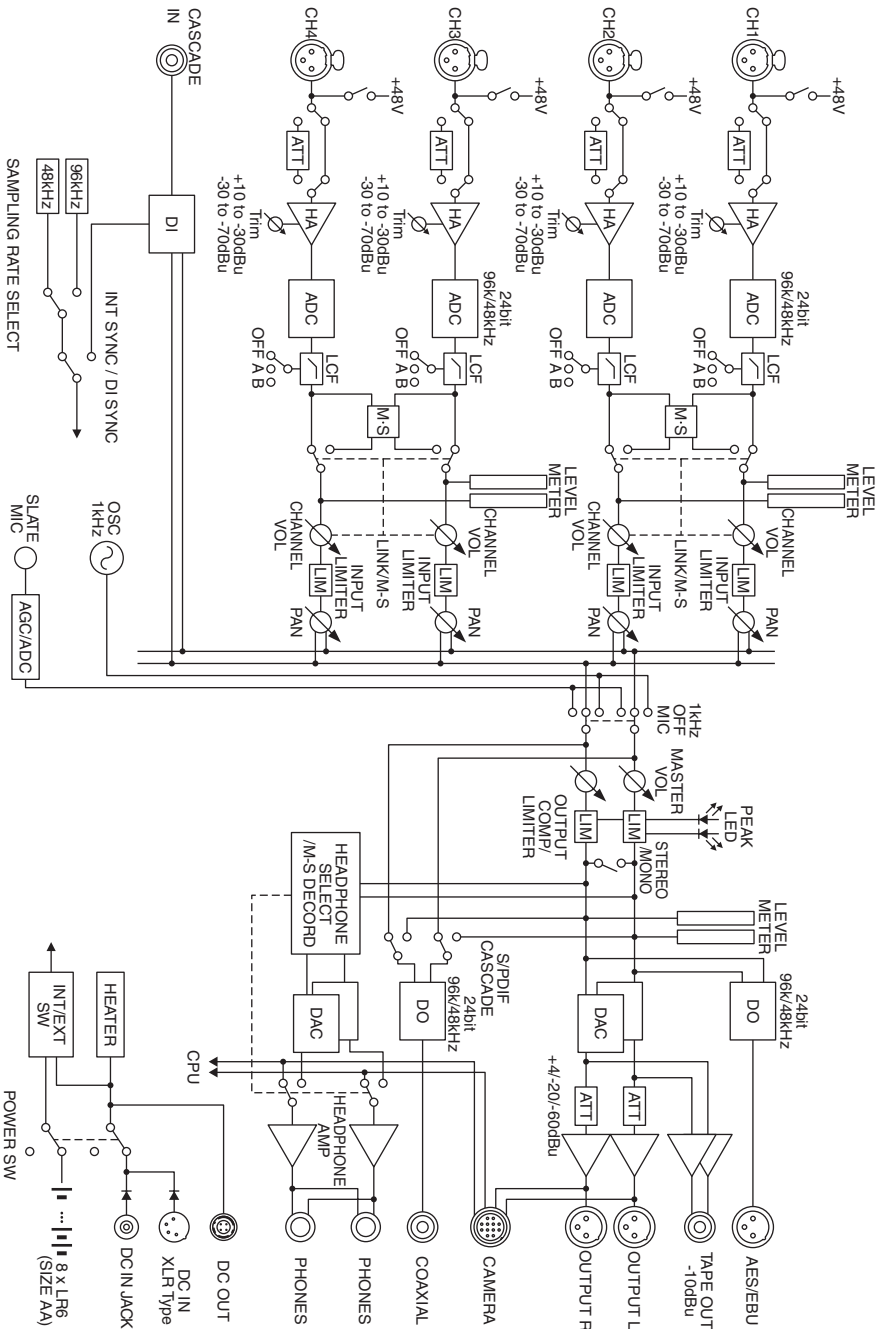 CH1
+48V
ATT
HA
Trim
+10 to -30dBu
-30 to -70dBu
24bit
96k/48kHz
ADC
LCF
OFF A B
CH2
+48V
ATT
HA
Trim
+10 to -30dBu
-30 to -70dBu
ADC
LCF
OFF A B
M·S
LEVEL
METER
CHANNEL
VOL
CHANNEL
VOL
LINK/M-S
INPUT
LIMITER
LIM
INPUT
LIMITER
LIM
PAN
PAN
CH3
+48V
ATT
HA
Trim
+10 to -30dBu
-30 to -70dBu
24bit
96k/48kHz
ADC
LCF
OFF A B
CH4
+48V
ATT
HA
Trim
+10 to -30dBu
-30 to -70dBu
ADC
LCF
OFF A B
M·S
LEVEL
METER
CHANNEL
VOL
CHANNEL
VOL
LINK/M-S
INPUT
LIMITER
LIM
INPUT
LIMITER
LIM
PAN
PAN
CASCADE
IN
DI
96kHz
48kHz
SAMPLING RATE SELECT
INT SYNC / DI SYNC
OSC
1kHz
SLATE
MIC
AGC/ADC
1kHz
OFF
MIC
MASTER
VOL
LIM
LIM
OUTPUT
COMP/
LIMITER
PEAK
LED
STEREO
/MONO
LEVEL
METER
24bit
96k/48kHz
DO
AES/EBU
DAC
TAPE OUT
-10dBu
ATT
ATT
+4/-20/-60dBu
OUTPUT L
OUTPUT R
CAMERA
S/PDIF
CASCADE
24bit
96k/48kHz
DO
COAXIAL
HEADPHONE
SELECT
/M-S DECORD
DAC
CPU
HEADPHONE
AMP
PHONES
PHONES
HEATER
INT/EXT
SW
POWER SW
DC OUT
DC IN
XLR Type
DC IN JACK
8 x LR6
(SIZE AA)